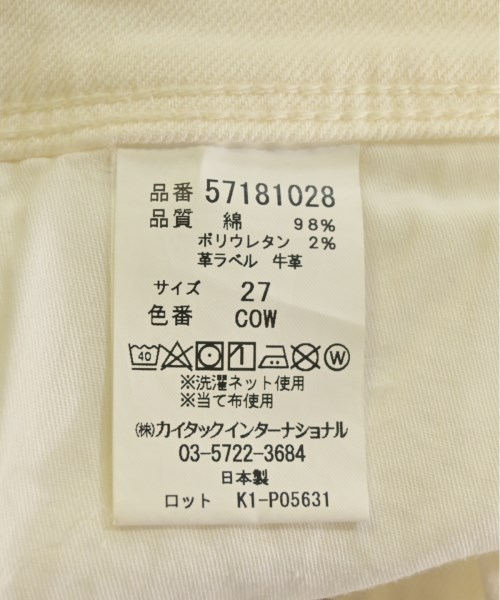 品番 57181028
品質 綿 98%
ポリウレタン 2%
革ラベル 牛革
サイズ 27
色番 COW
40 W
※洗濯ネット使用
※当て布使用
㈱カイタックインターナショナル
03-5722-3684
日本製
ロット K1-P05631